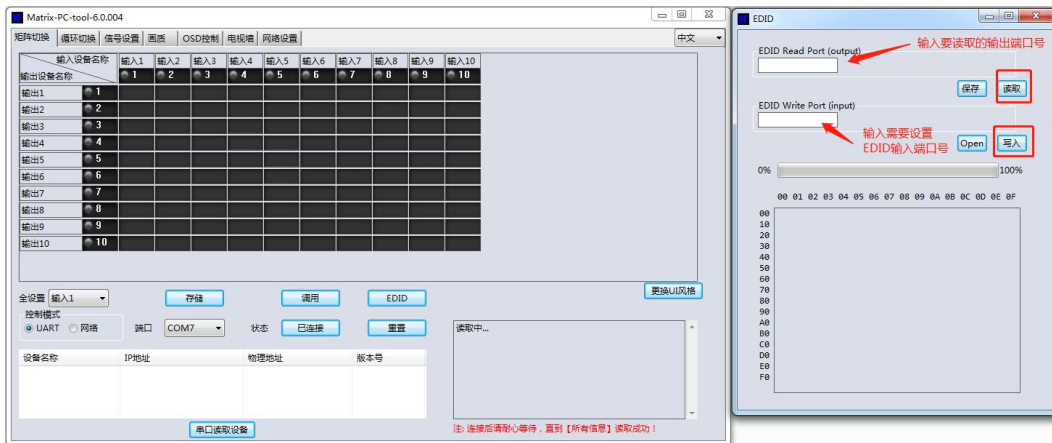 Matrix-PC-tool-6.0.004
矩阵切换 循环切换 信号设置 画质 OSD控制 电视墙 网络设置 中文
输入设备名称 输入1 输入2 输入3 输入4 输入5 输入6 输入7 输入8 输入9 输入10
输出设备名称 1 2 3 4 5 6 7 8 9 10
输出1 1
输出2 2
输出3 3
输出4 4
输出5 5
输出6 6
输出7 7
输出8 8
输出9 9
输出10 10
更换UI风格
全设置 输入1 存储 调用 EDID
控制模式
UART 网络 端口 COM7 状态 已连接 重置
设备名称 IP地址 物理地址 版本号
串口读取设备
读取中...
注: 连接后请耐心等待，直到【所有信息】读取成功！
EDID
EDID Read Port (output)
输入要读取的输出端口号
保存 读取
EDID Write Port (input)
输入需要设置
EDID输入端口号
Open 写入
0% 100%
00 01 02 03 04 05 06 07 08 09 0A 0B 0C 0D 0E 0F
00
10
20
30
40
50
60
70
80
90
A0
B0
C0
D0
E0
F0